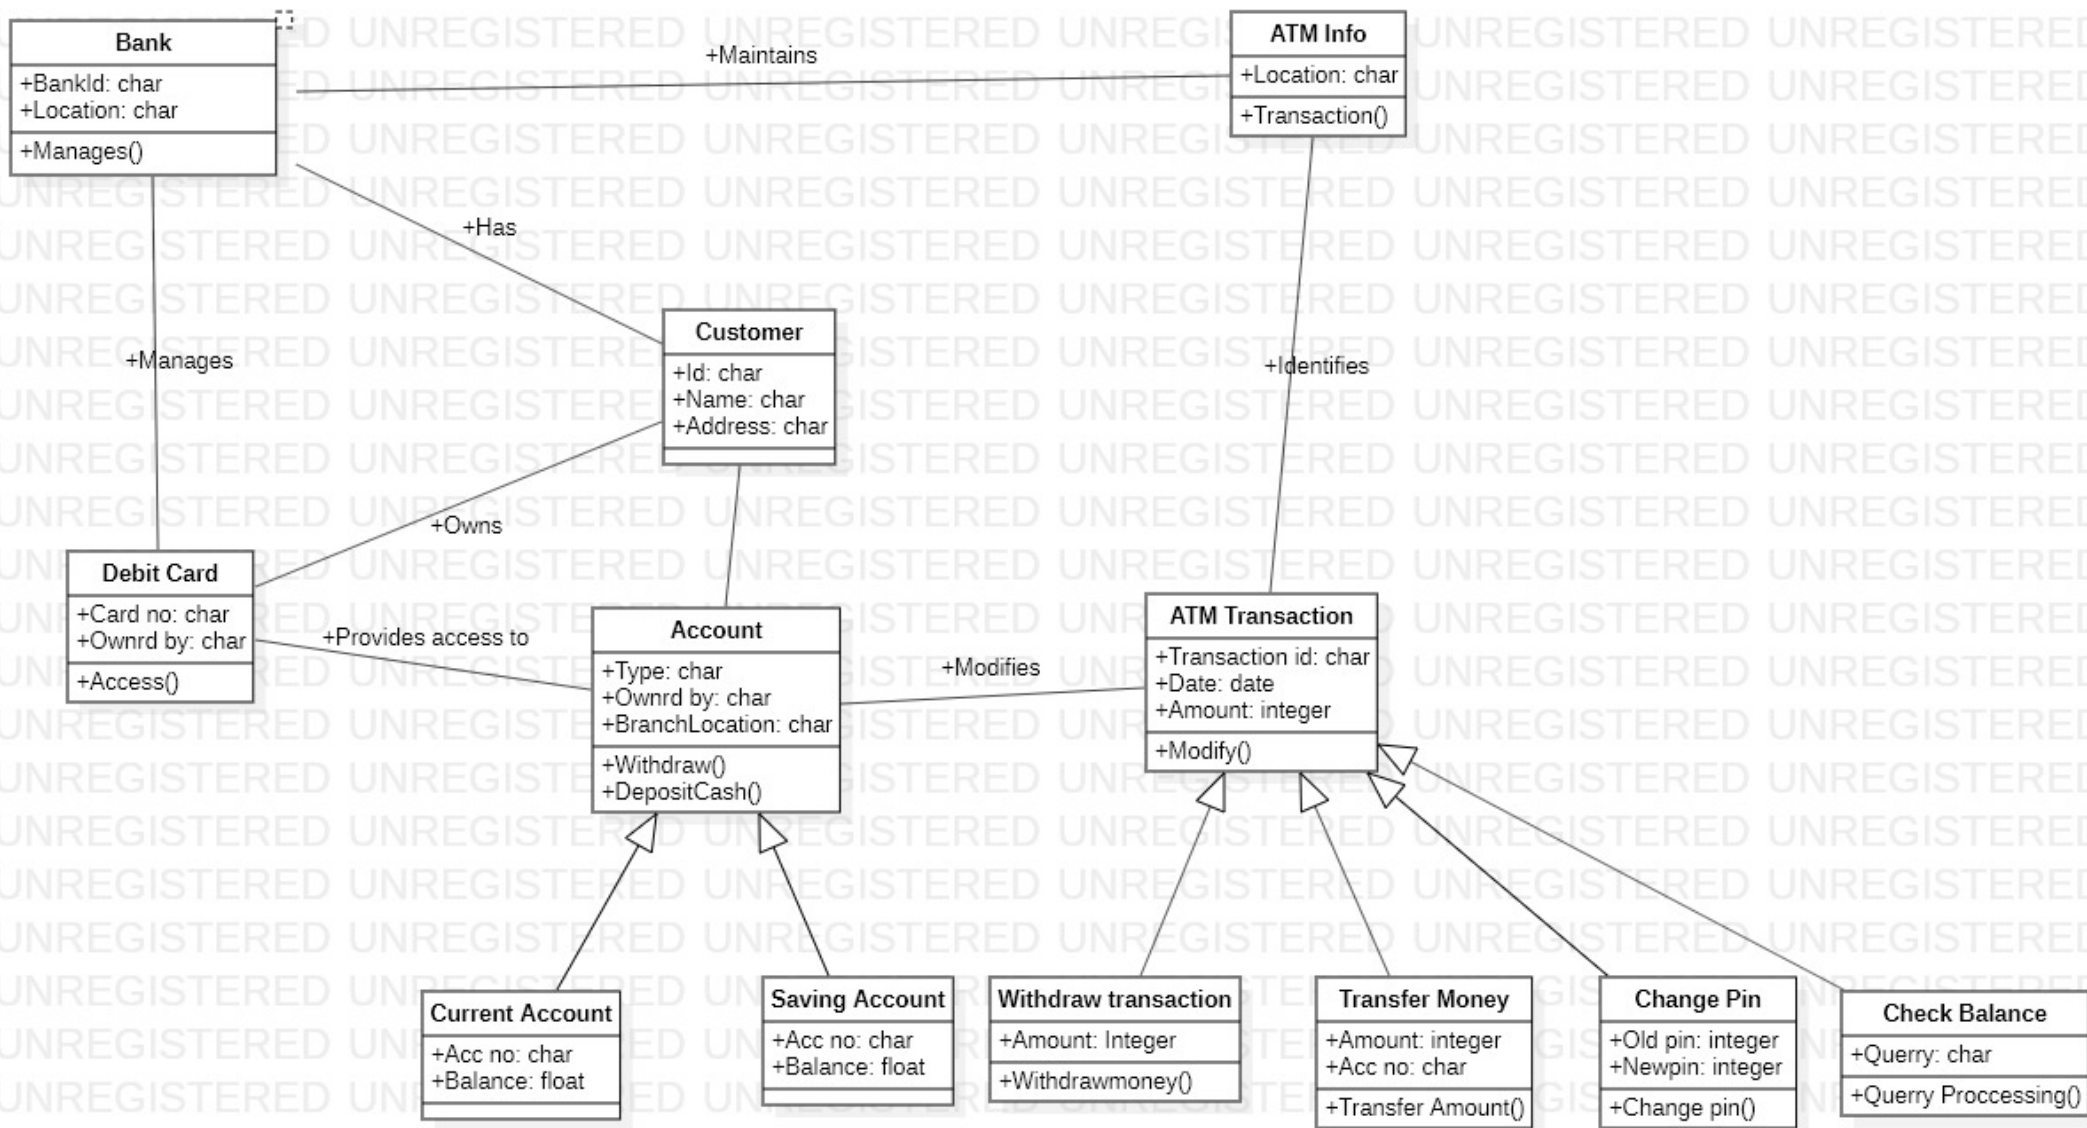 Bank
+BankId: char
+Location: char
+Manages()
+Maintains
ATM Info
+Location: char
+Transaction()
+Has
+Manages
Customer
+Id: char
+Name: char
+Address: char
+Identifies
+Owns
Debit Card
+Card no: char
+Ownrd by: char
+Access()
+Provides access to
Account
+Type: char
+Ownrd by: char
+BranchLocation: char
+Withdraw()
+DepositCash()
+Modifies
ATM Transaction
+Transaction id: char
+Date: date
+Amount: integer
+Modify()
Current Account
+Acc no: char
+Balance: float
Saving Account
+Acc no: char
+Balance: float
Withdraw transaction
+Amount: Integer
+Withdrawmoney()
Transfer Money
+Amount: integer
+Acc no: char
+Transfer Amount()
Change Pin
+Old pin: integer
+Newpin: integer
+Change pin()
Check Balance
+Querry: char
+Querry Proccessing()
UNREGISTERED